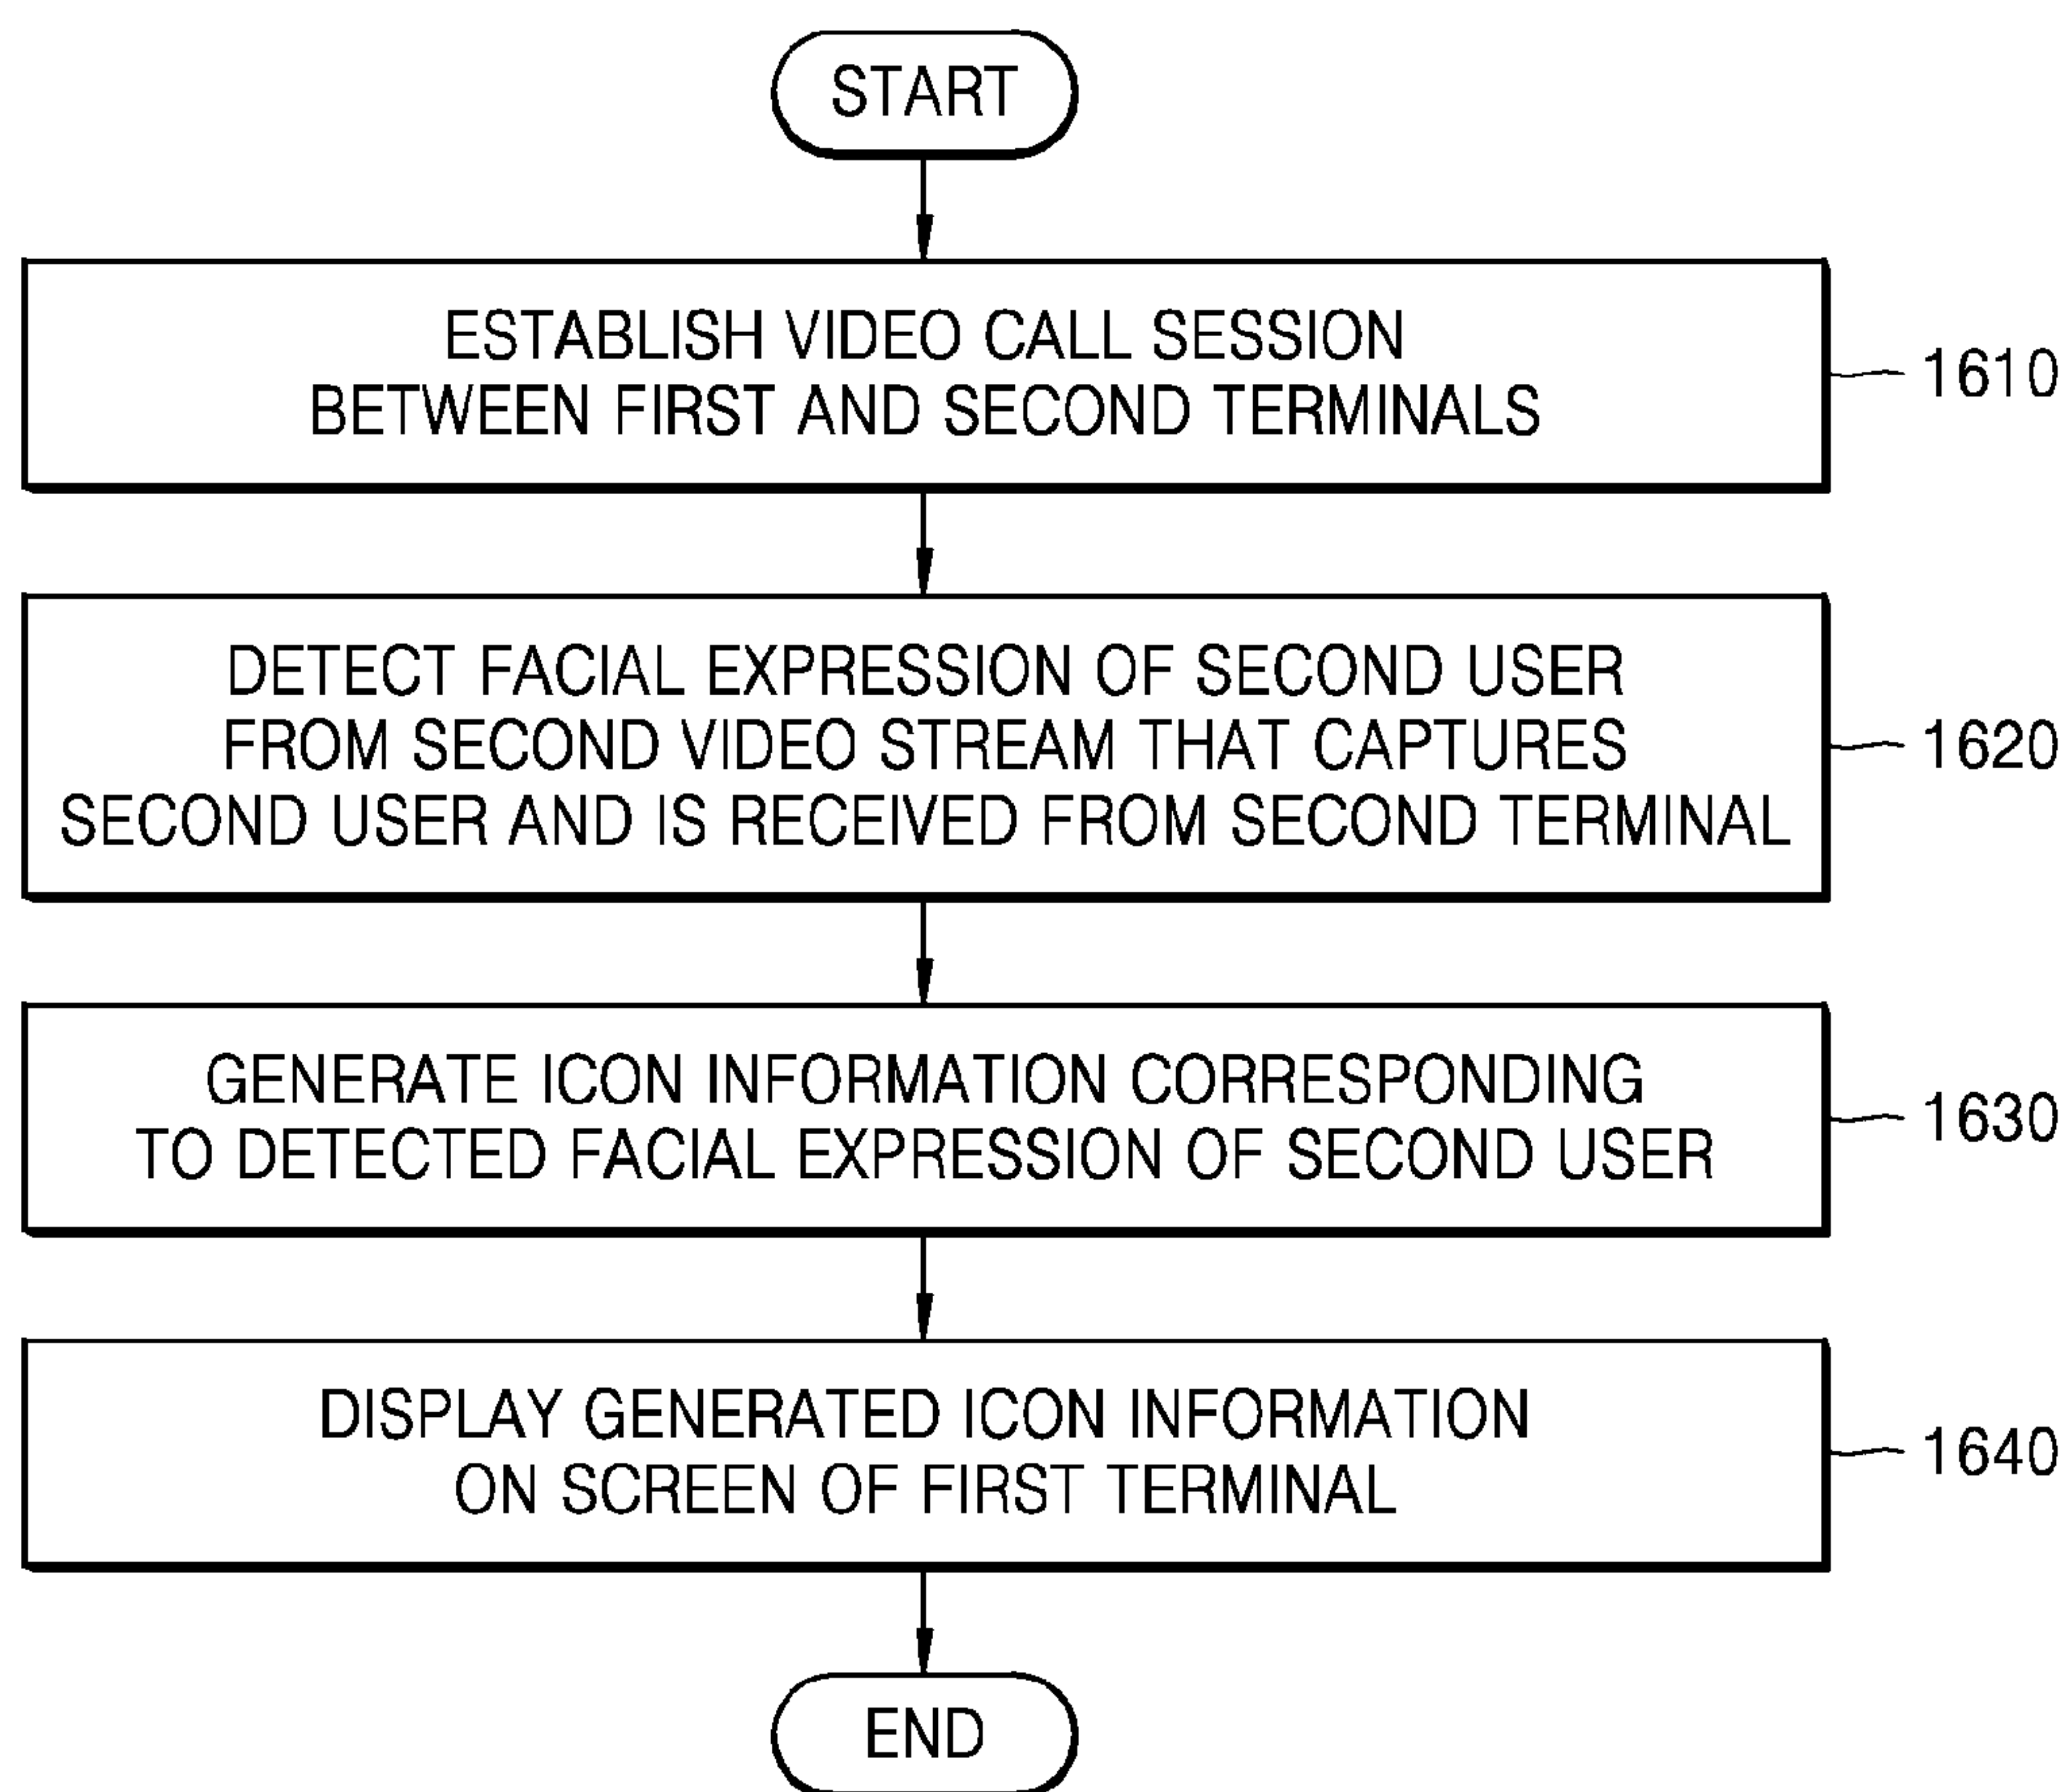 START
ESTABLISH VIDEO CALL SESSION
BETWEEN FIRST AND SECOND TERMINALS
1610
DETECT FACIAL EXPRESSION OF SECOND USER
FROM SECOND VIDEO STREAM THAT CAPTURES
SECOND USER AND IS RECEIVED FROM SECOND TERMINAL
1620
GENERATE ICON INFORMATION CORRESPONDING
TO DETECTED FACIAL EXPRESSION OF SECOND USER
1630
DISPLAY GENERATED ICON INFORMATION
ON SCREEN OF FIRST TERMINAL
1640
END